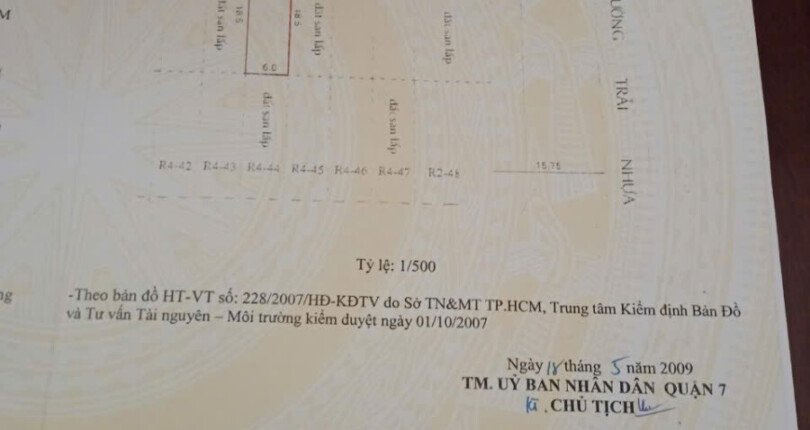 M
18.5
đất san lấp
18.5
đất san lấp
đất san lấp
ƯỜNG TRẢI NHỰA
6.0
đất san lấp
đất san lấp
R4-42 R4-43 R4-44 R4-45 R4-46 R4-47 R2-48 15.75
Tỷ lệ: 1/500
ng
-Theo bản đồ HT-VT số: 228/2007/HĐ-KĐTV do Sở TN&MT TP.HCM, Trung tâm Kiểm định Bản Đồ
và Tư vấn Tài nguyên – Môi trường kiểm duyệt ngày 01/10/2007
Ngày 18 tháng 5 năm 2009
TM. UỶ BAN NHÂN DÂN QUẬN 7
CHỦ TỊCH